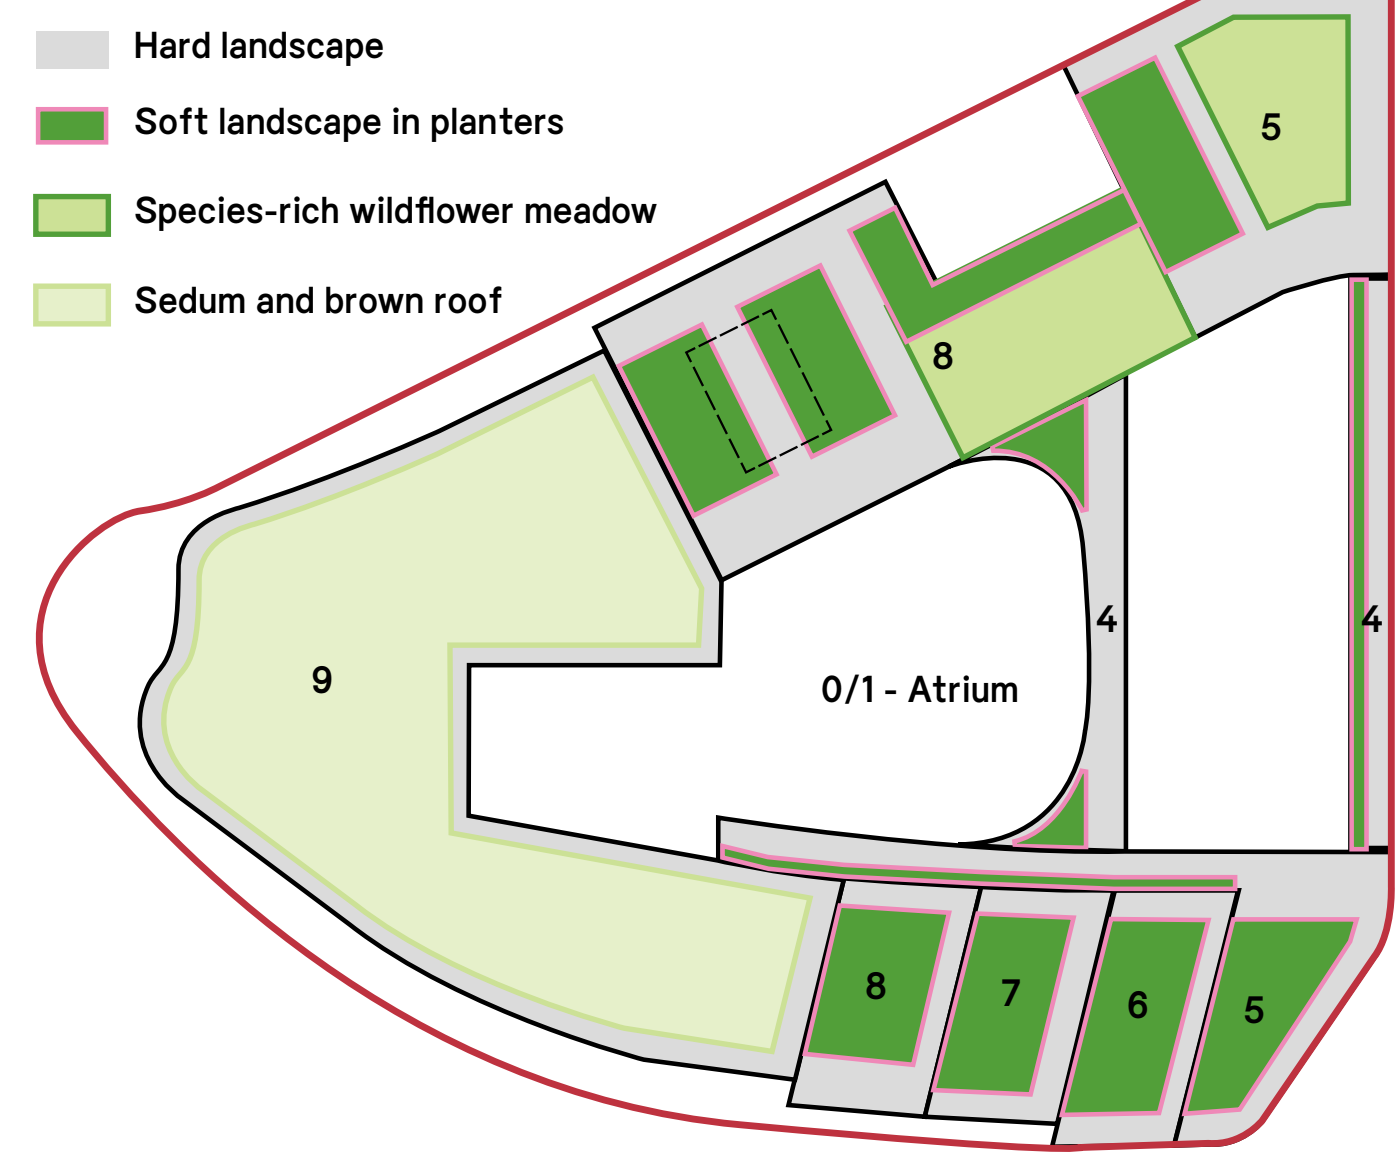 Hard landscape
Soft landscape in planters
Species-rich wildflower meadow
Sedum and brown roof
5
8
4
4
9
0/1 - Atrium
8
7
6
5